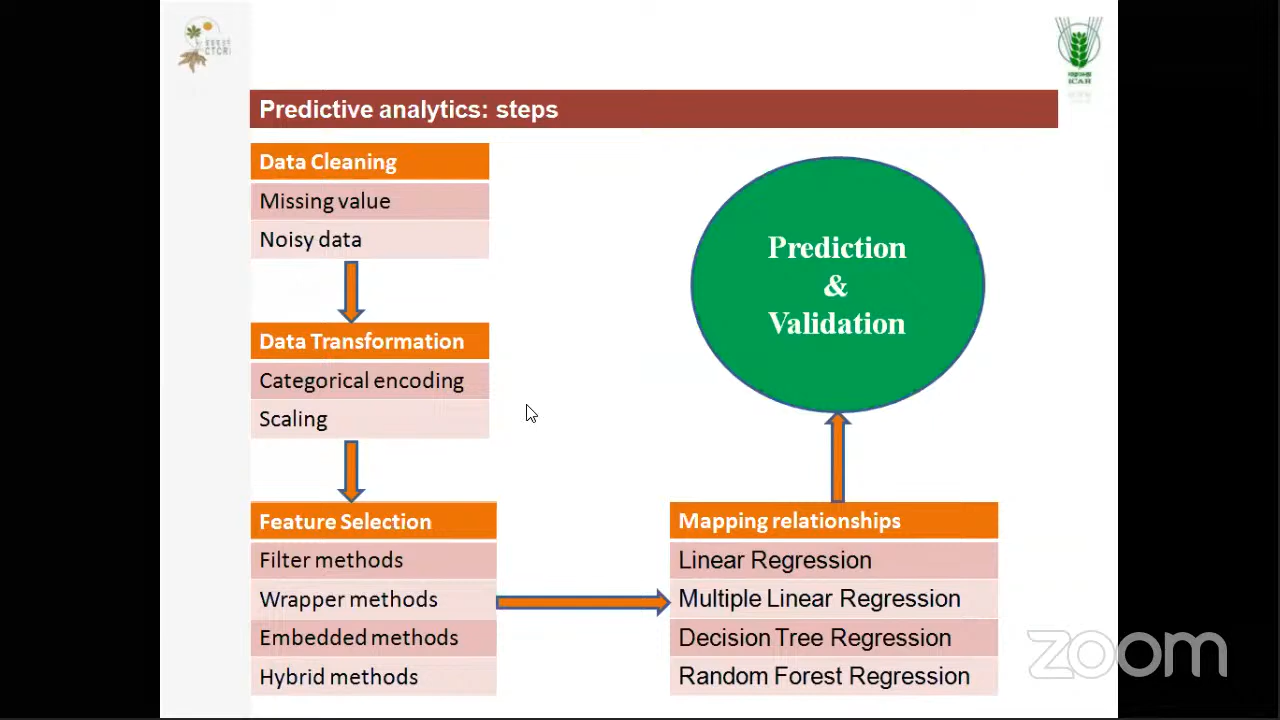 CTCRI
ICAR
Predictive analytics: steps
Data Cleaning
Missing value
Noisy data
Data Transformation
Categorical encoding
Scaling
Feature Selection
Filter methods
Wrapper methods
Embedded methods
Hybrid methods
Mapping relationships
Linear Regression
Multiple Linear Regression
Decision Tree Regression
Random Forest Regression
Prediction
&
Validation
zoom